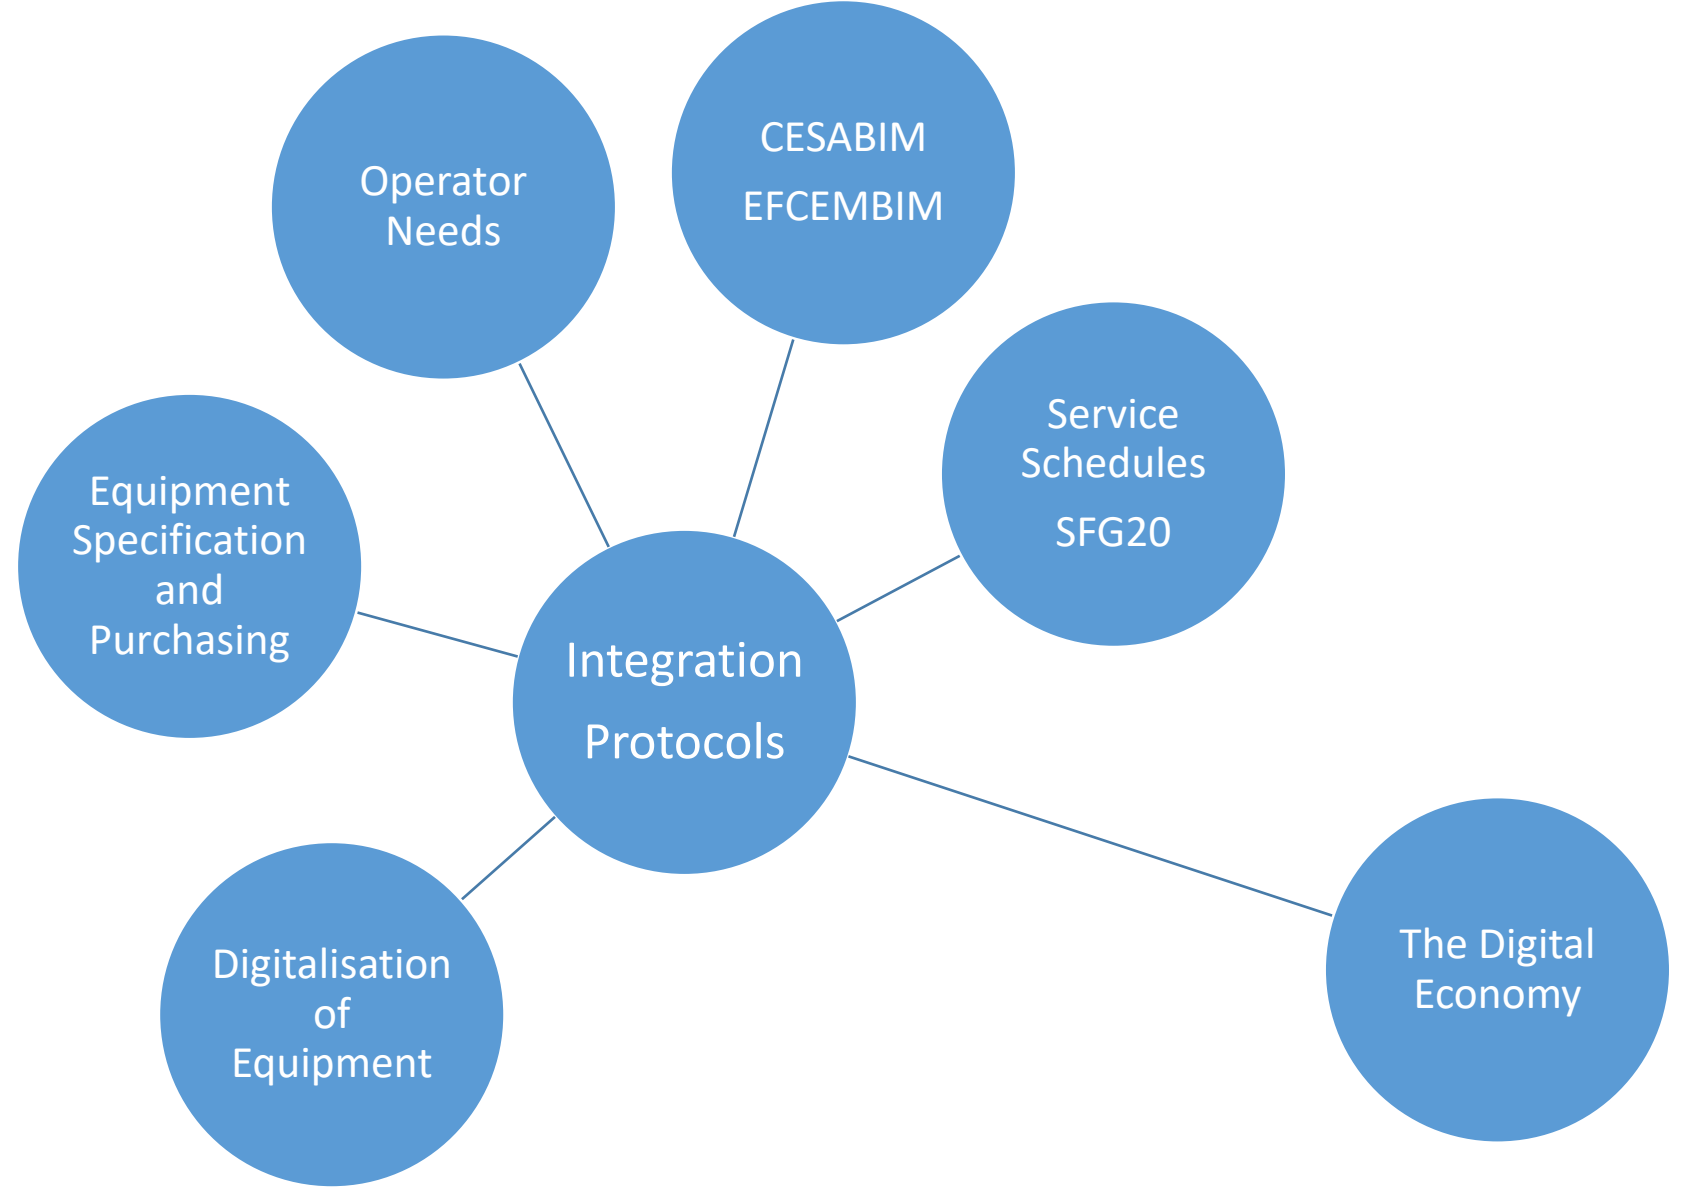 CESABIM
EFCEMBIM
Operator
Needs
Service
Schedules
SFG20
Equipment
Specification
and
Purchasing
Integration
Protocols
The Digital
Economy
Digitalisation
of
Equipment